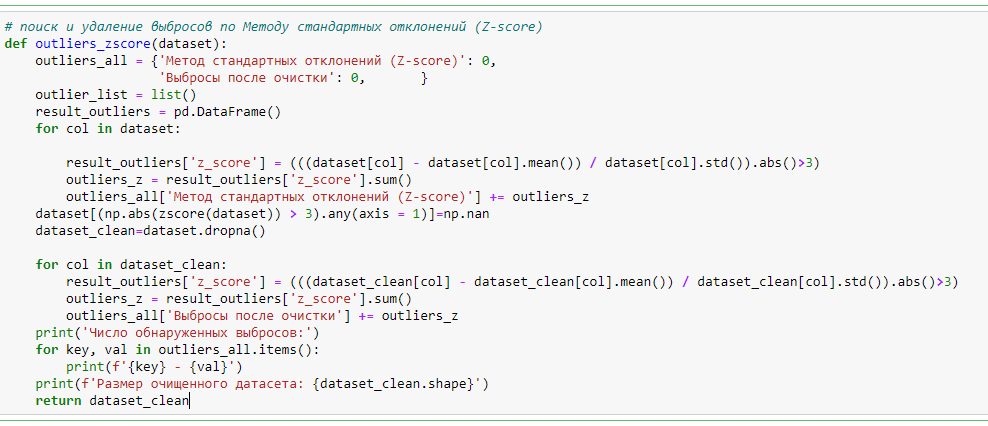 # поиск и удаление выбросов по Методу стандартных отклонений (Z-score)
def outliers_zscore(dataset):
    outliers_all = {'Метод стандартных отклонений (Z-score)': 0,
                    'Выбросы после очистки': 0,       }
    outlier_list = list()
    result_outliers = pd.DataFrame()
    for col in dataset:
        result_outliers['z_score'] = (((dataset[col] - dataset[col].mean()) / dataset[col].std()).abs()>3)
        outliers_z = result_outliers['z_score'].sum()
        outliers_all['Метод стандартных отклонений (Z-score)'] += outliers_z
    dataset[(np.abs(zscore(dataset)) > 3).any(axis = 1)]=np.nan
    dataset_clean=dataset.dropna()
    for col in dataset_clean:
        result_outliers['z_score'] = (((dataset_clean[col] - dataset_clean[col].mean()) / dataset_clean[col].std()).abs()>3)
        outliers_z = result_outliers['z_score'].sum()
        outliers_all['Выбросы после очистки'] += outliers_z
    print('Число обнаруженных выбросов:')
    for key, val in outliers_all.items():
        print(f'{key} - {val}')
    print(f'Размер очищенного датасета: {dataset_clean.shape}')
    return dataset_clean